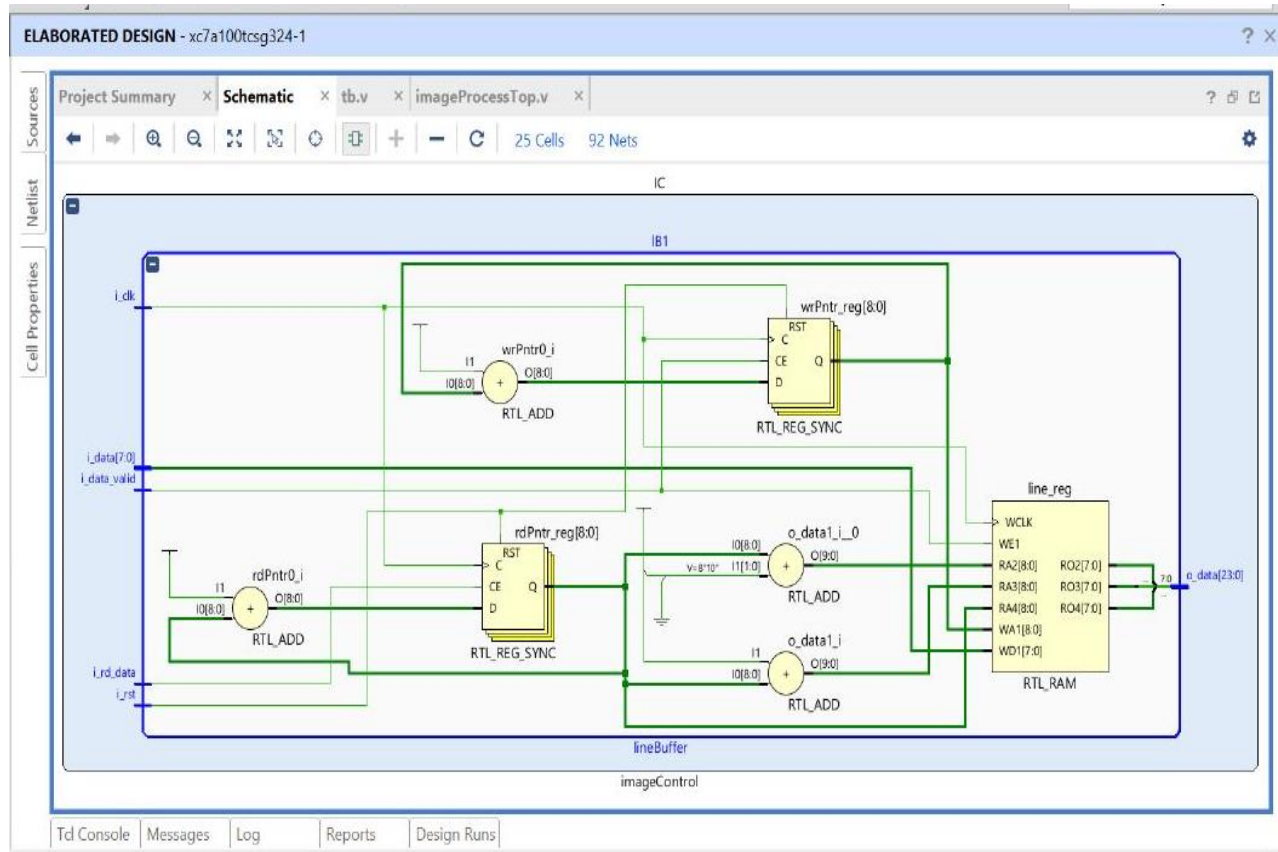 ELABORATED DESIGN - xc7a100tcsg324-1
Sources
Netlist
Cell Properties
Project Summary
Schematic
tb.v
imageProcessTop.v
25 Cells
92 Nets
IC
lB1
i_clk
wrPntr_reg[8:0]
RST
C
CE
Q
D
RTL_REG_SYNC
wrPntr0_i
I1
I0[8:0]
+
O[8:0]
RTL_ADD
i_data[7:0]
i_data_valid
line_reg
WCLK
WE1
RA2[8:0]
RO2[7:0]
RA3[8:0]
RO3[7:0]
RA4[8:0]
RO4[7:0]
WA1[8:0]
WD1[7:0]
RTL_RAM
7:0
o_data[23:0]
rdPntr_reg[8:0]
RST
C
CE
Q
D
RTL_REG_SYNC
o_data1_i__0
I0[8:0]
V=B"10"
I1[1:0]
+
O[9:0]
RTL_ADD
rdPntr0_i
I1
I0[8:0]
+
O[8:0]
RTL_ADD
o_data1_i
I1
I0[8:0]
+
O[9:0]
RTL_ADD
i_rd_data
i_rst
lineBuffer
imageControl
Tcl Console
Messages
Log
Reports
Design Runs